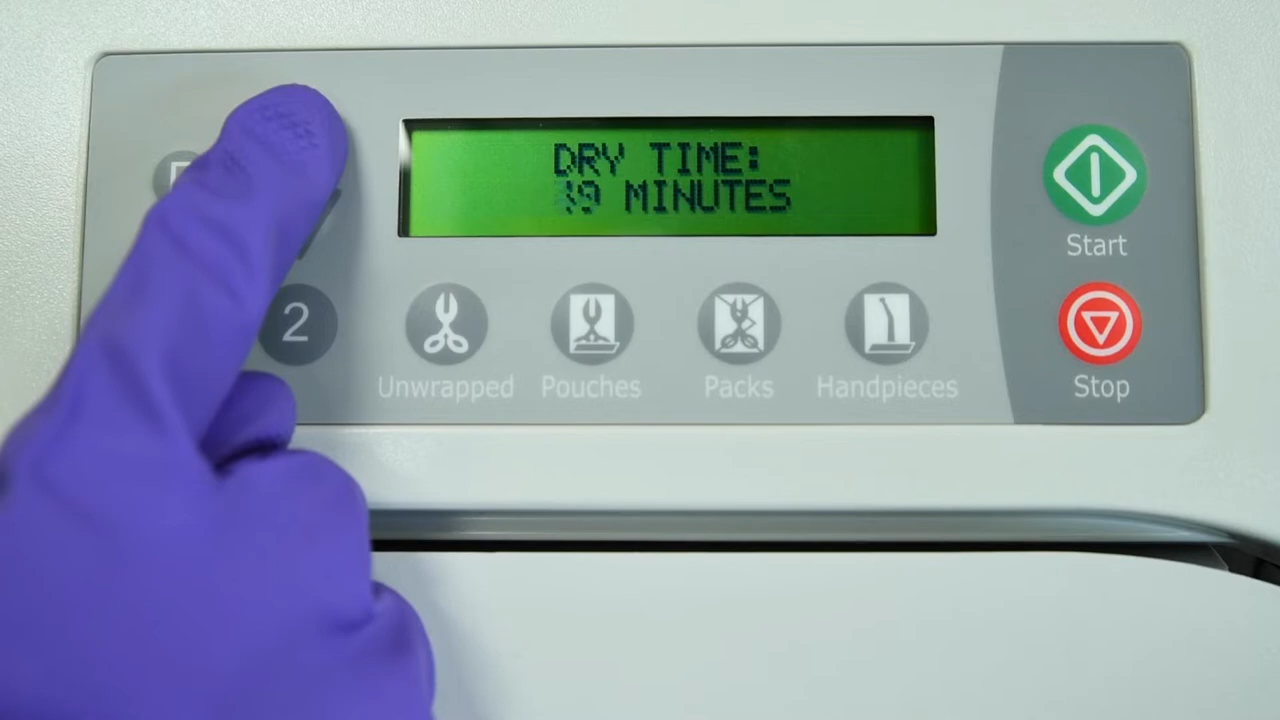 DRY TIME:
MINUTES
Start
2
Unwrapped
Pouches
Packs
Handpieces
Stop